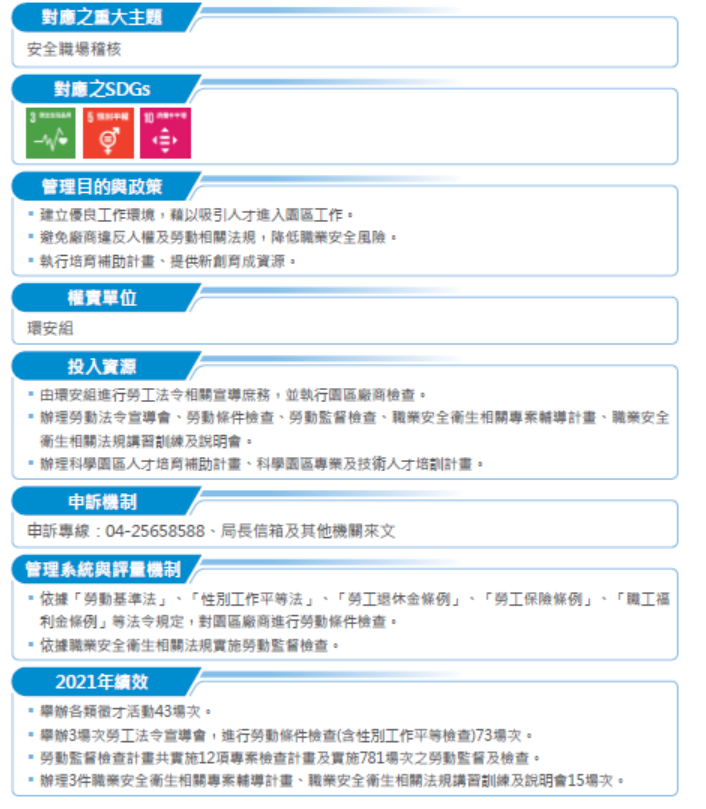 對應之重大主題
安全職場稽核
對應之SDGs
3
5 性別平權
10
管理目的與政策
▪ 建立優良工作環境，藉以吸引人才進入園區工作。
▪ 避免廠商違反人權及勞動相關法規，降低職業安全風險。
▪ 執行培育補助計畫、提供新創育成資源。
權責單位
環安組
投入資源
▪ 由環安組進行勞工法令相關宣導庶務，並執行園區廠商檢查。
▪ 辦理勞動法令宣導會、勞動條件檢查、勞動監督檢查、職業安全衛生相關專案輔導計畫、職業安全
衛生相關法規講習訓練及說明會。
▪ 辦理科學園區人才培育補助計畫、科學園區專業及技術人才培訓計畫。
申訴機制
申訴專線：04-25658588、局長信箱及其他機關來文
管理系統與評量機制
▪ 依據「勞動基準法」、「性別工作平等法」、「勞工退休金條例」、「勞工保險條例」、「職工福
利金條例」等法令規定，對園區廠商進行勞動條件檢查。
▪ 依據職業安全衛生相關法規實施勞動監督檢查。
2021年績效
▪ 舉辦各類徵才活動43場次。
▪ 舉辦3場次勞工法令宣導會，進行勞動條件檢查(含性別工作平等檢查)73場次。
▪ 勞動監督檢查計畫共實施12項專案檢查計畫及實施781場次之勞動監督及檢查。
▪ 辦理3件職業安全衛生相關專案輔導計畫、職業安全衛生相關法規講習訓練及說明會15場次。